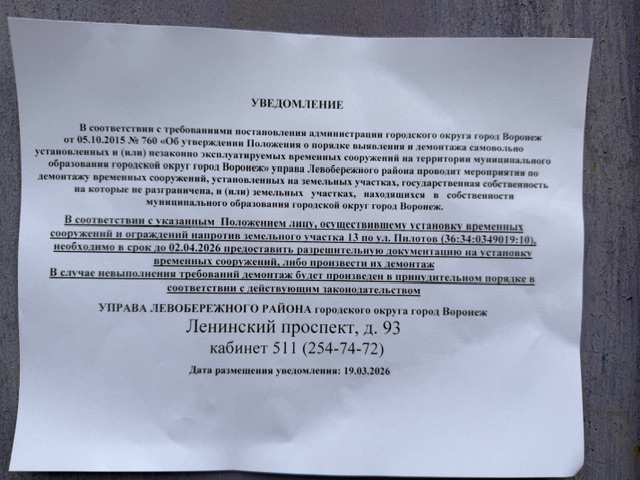 УВЕДОМЛЕНИЕ
В соответствии с требованиями постановления администрации городского округа город Воронеж
от 05.10.2015 № 760 «Об утверждении Положения о порядке выявления и демонтажа самовольно
установленных и (или) незаконно эксплуатируемых временных сооружений на территории муниципального
образования городской округ город Воронеж» управа Левобережного района проводит мероприятия по
демонтажу временных сооружений, установленных на земельных участках, государственная собственность
на которые не разграничена, и (или) земельных участках, находящихся в собственности
муниципального образования городской округ город Воронеж.
В соответствии с указанным Положением лицу, осуществившему установку временных
сооружений и ограждений напротив земельного участка 13 по ул. Пилотов (36:34:0349019:10),
необходимо в срок до 02.04.2026 предоставить разрешительную документацию на установку
временных сооружений, либо произвести их демонтаж
В случае невыполнения требований демонтаж будет произведен в принудительном порядке в
соответствии с действующим законодательством
УПРАВА ЛЕВОБЕРЕЖНОГО РАЙОНА городского округа город Воронеж
Ленинский проспект, д. 93
кабинет 511 (254-74-72)
Дата размещения уведомления: 19.03.2026